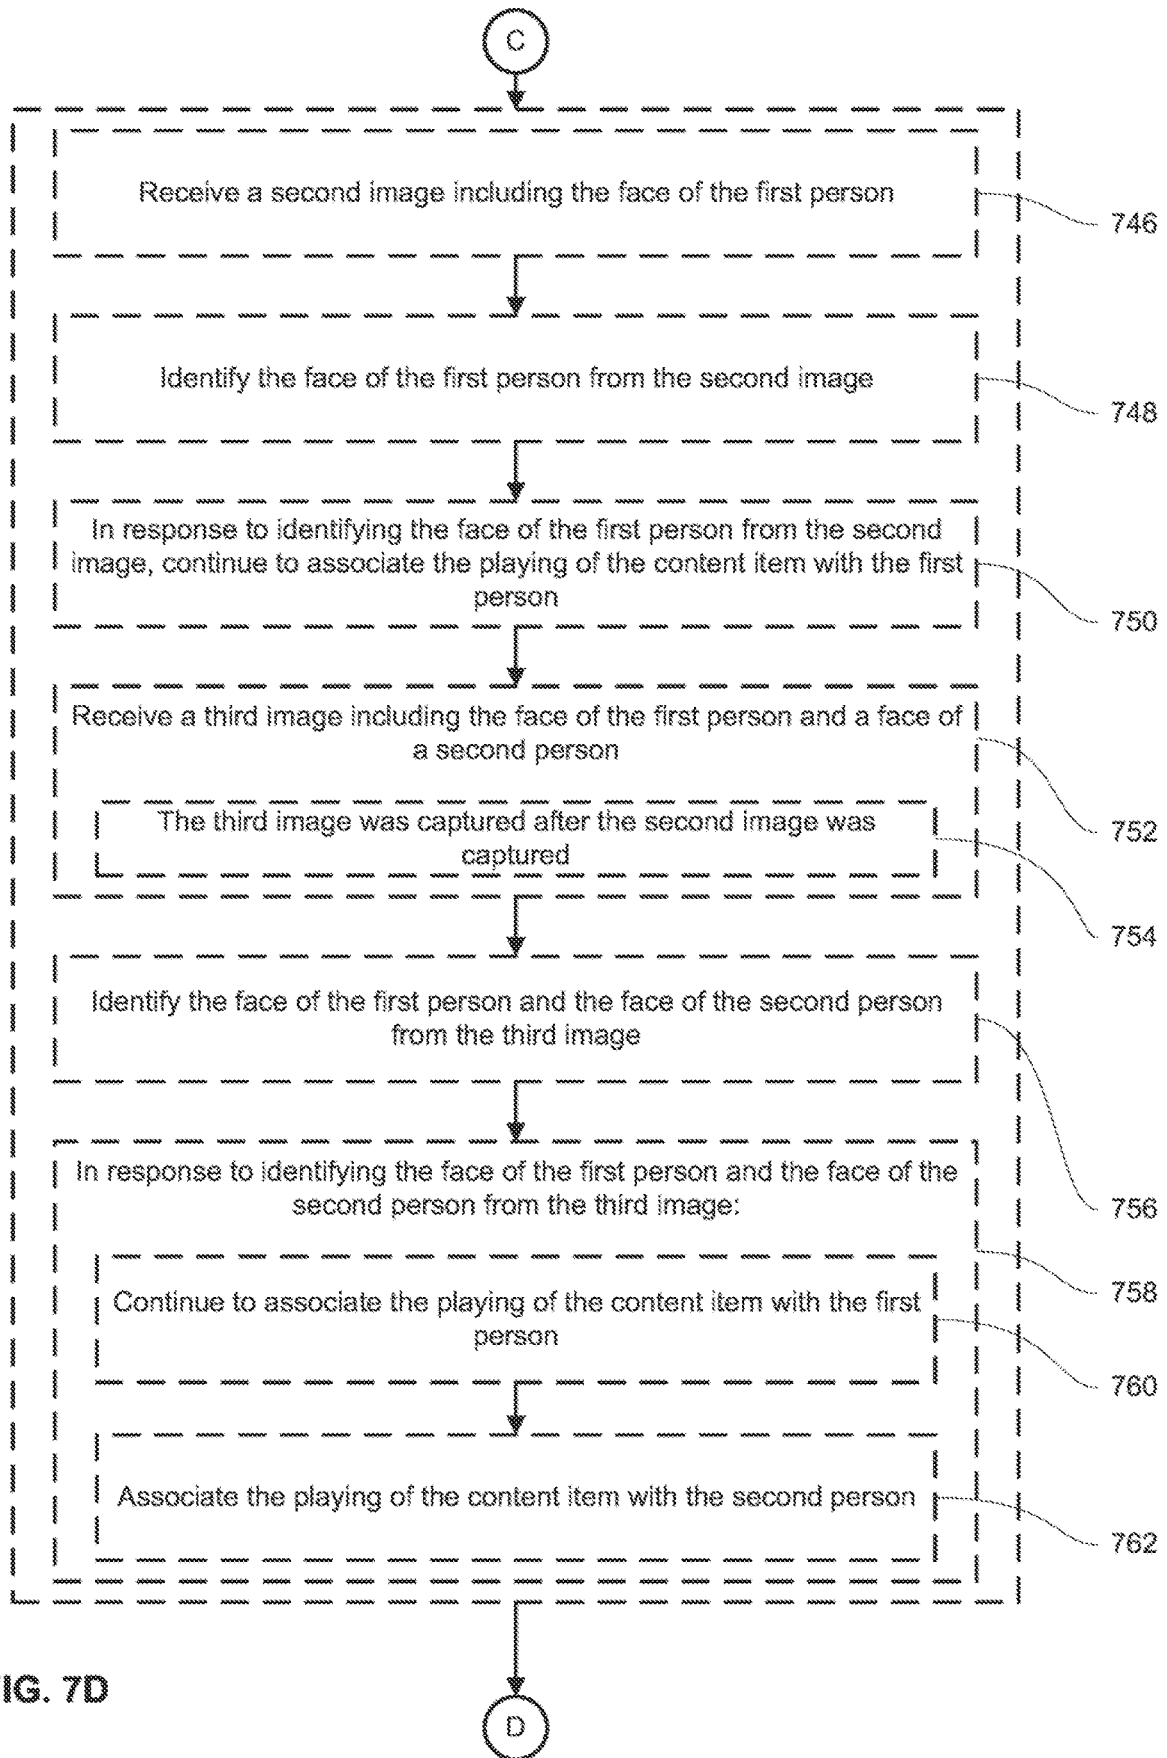 C
Receive a second image including the face of the first person
746
Identify the face of the first person from the second image
748
In response to identifying the face of the first person from the second
image, continue to associate the playing of the content item with the first
person
750
Receive a third image including the face of the first person and a face of
a second person
752
The third image was captured after the second image was
captured
754
Identify the face of the first person and the face of the second person
from the third image
756
In response to identifying the face of the first person and the face of the
second person from the third image:
758
Continue to associate the playing of the content item with the first
person
760
Associate the playing of the content item with the second person
762
IG. 7D
D